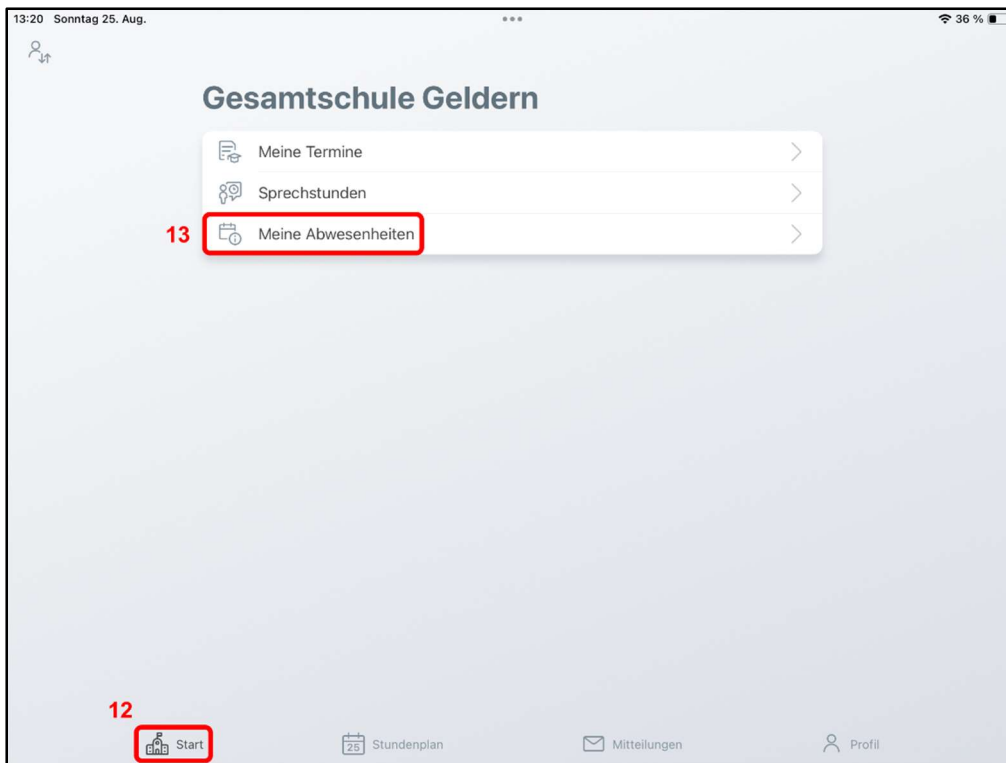 13:20 Sonntag 25. Aug.
36 %
Gesamtschule Geldern
Meine Termine
Sprechstunden
13 Meine Abwesenheiten
12
Start 25 Stundenplan Mitteilungen Profil